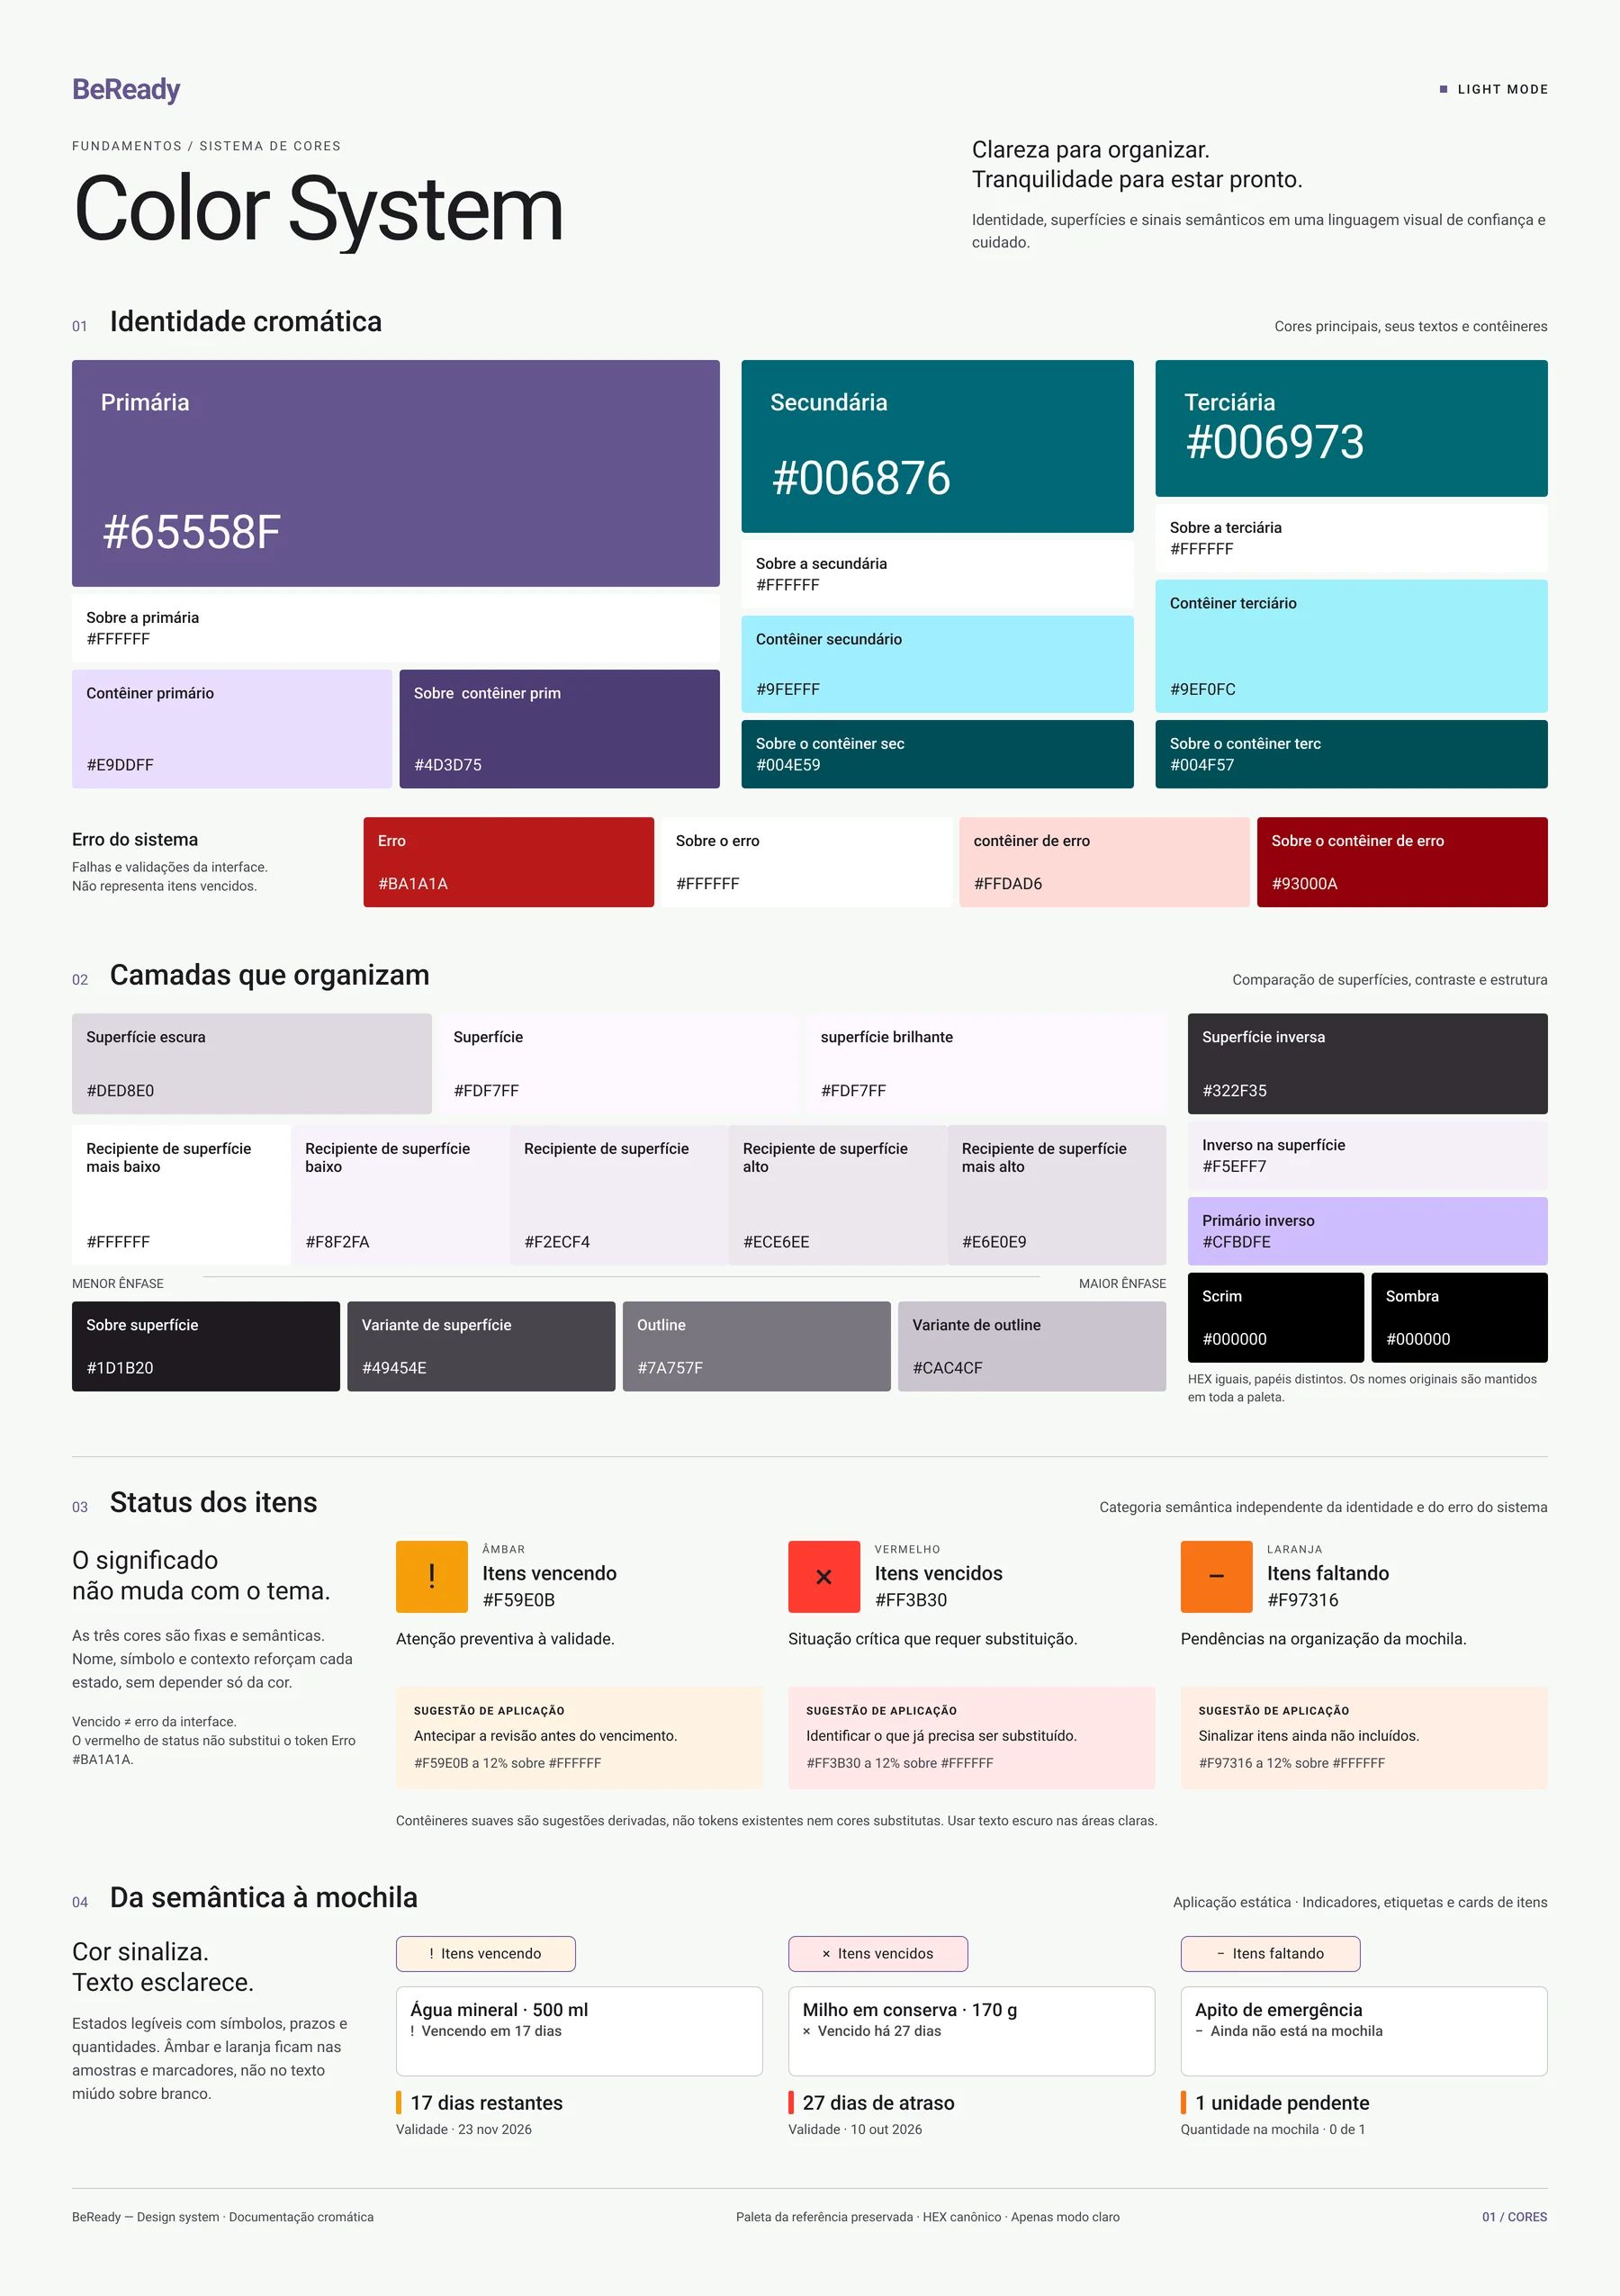 BeReady
LIGHT MODE
FUNDAMENTOS / SISTEMA DE CORES
Color System
Clareza para organizar.
Tranquilidade para estar pronto.
Identidade, superfícies e sinais semânticos em uma linguagem visual de confiança e
cuidado.
01 Identidade cromática
Cores principais, seus textos e contêineres
Primária
#65558F
Sobre a primária
#FFFFFF
Contêiner primário
#E9DDFF
Sobre  contêiner prim
#4D3D75
Secundária
#006876
Sobre a secundária
#FFFFFF
Contêiner secundário
#9FEFFF
Sobre o contêiner sec
#004E59
Terciária
#006973
Sobre a terciária
#FFFFFF
Contêiner terciário
#9EF0FC
Sobre o contêiner terc
#004F57
Erro do sistema
Falhas e validações da interface.
Não representa itens vencidos.
Erro
#BA1A1A
Sobre o erro
#FFFFFF
contêiner de erro
#FFDAD6
Sobre o contêiner de erro
#93000A
02 Camadas que organizam
Comparação de superfícies, contraste e estrutura
Superfície escura
#DED8E0
Superfície
#FDF7FF
superfície brilhante
#FDF7FF
Recipiente de superfície
mais baixo
#FFFFFF
Recipiente de superfície
baixo
#F8F2FA
Recipiente de superfície
#F2ECF4
Recipiente de superfície
alto
#ECE6EE
Recipiente de superfície
mais alto
#E6E0E9
MENOR ÊNFASE
MAIOR ÊNFASE
Sobre superfície
#1D1B20
Variante de superfície
#49454E
Outline
#7A757F
Variante de outline
#CAC4CF
Superfície inversa
#322F35
Inverso na superfície
#F5EFF7
Primário inverso
#CFBDFE
Scrim
#000000
Sombra
#000000
HEX iguais, papéis distintos. Os nomes originais são mantidos
em toda a paleta.
03 Status dos itens
Categoria semântica independente da identidade e do erro do sistema
O significado
não muda com o tema.
As três cores são fixas e semânticas.
Nome, símbolo e contexto reforçam cada
estado, sem depender só da cor.
Vencido ≠ erro da interface.
O vermelho de status não substitui o token Erro
#BA1A1A.
!
ÂMBAR
Itens vencendo
#F59E0B
Atenção preventiva à validade.
SUGESTÃO DE APLICAÇÃO
Antecipar a revisão antes do vencimento.
#F59E0B a 12% sobre #FFFFFF
×
VERMELHO
Itens vencidos
#FF3B30
Situação crítica que requer substituição.
SUGESTÃO DE APLICAÇÃO
Identificar o que já precisa ser substituído.
#FF3B30 a 12% sobre #FFFFFF
−
LARANJA
Itens faltando
#F97316
Pendências na organização da mochila.
SUGESTÃO DE APLICAÇÃO
Sinalizar itens ainda não incluídos.
#F97316 a 12% sobre #FFFFFF
Contêineres suaves são sugestões derivadas, não tokens existentes nem cores substitutas. Usar texto escuro nas áreas claras.
04 Da semântica à mochila
Aplicação estática · Indicadores, etiquetas e cards de itens
Cor sinaliza.
Texto esclarece.
Estados legíveis com símbolos, prazos e
quantidades. Âmbar e laranja ficam nas
amostras e marcadores, não no texto
miúdo sobre branco.
! Itens vencendo
Água mineral · 500 ml
! Vencendo em 17 dias
17 dias restantes
Validade · 23 nov 2026
× Itens vencidos
Milho em conserva · 170 g
× Vencido há 27 dias
27 dias de atraso
Validade · 10 out 2026
− Itens faltando
Apito de emergência
− Ainda não está na mochila
1 unidade pendente
Quantidade na mochila · 0 de 1
BeReady — Design system · Documentação cromática
Paleta da referência preservada · HEX canônico · Apenas modo claro
01 / CORES